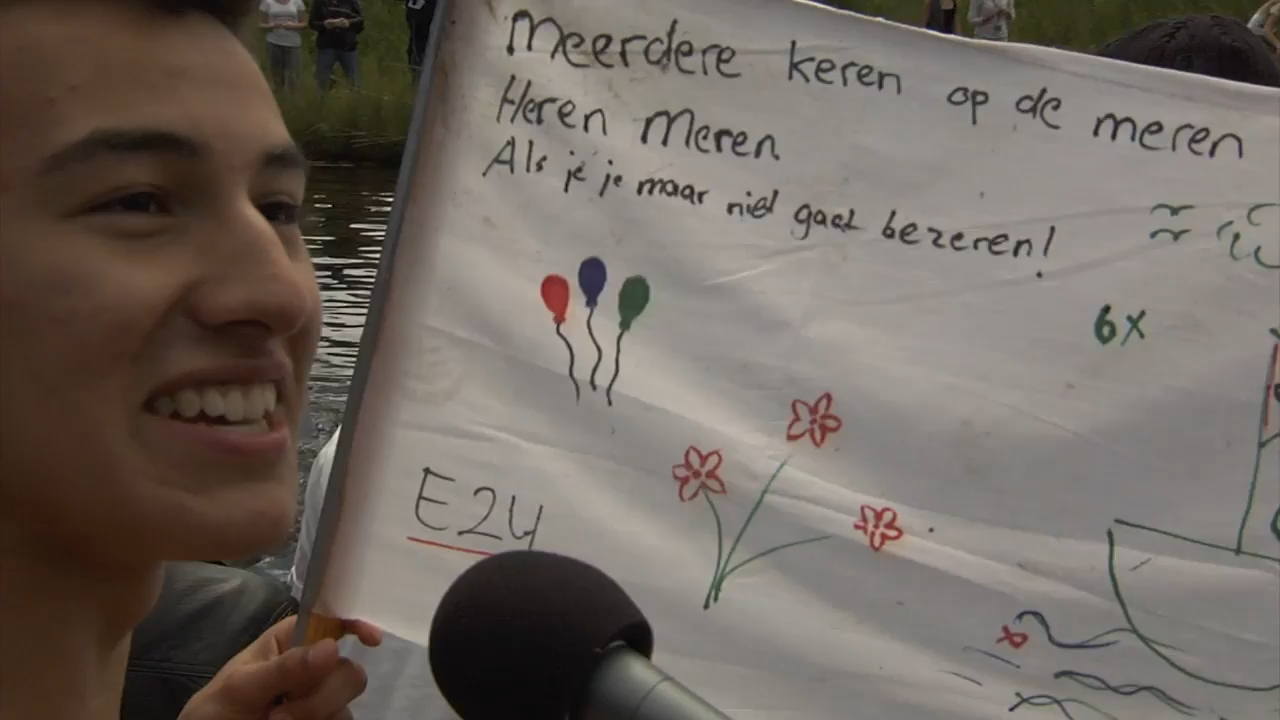 Meerdere keren op de meren
Heren Meren
Als je je maar niet gaat bezeren!
6x
E24